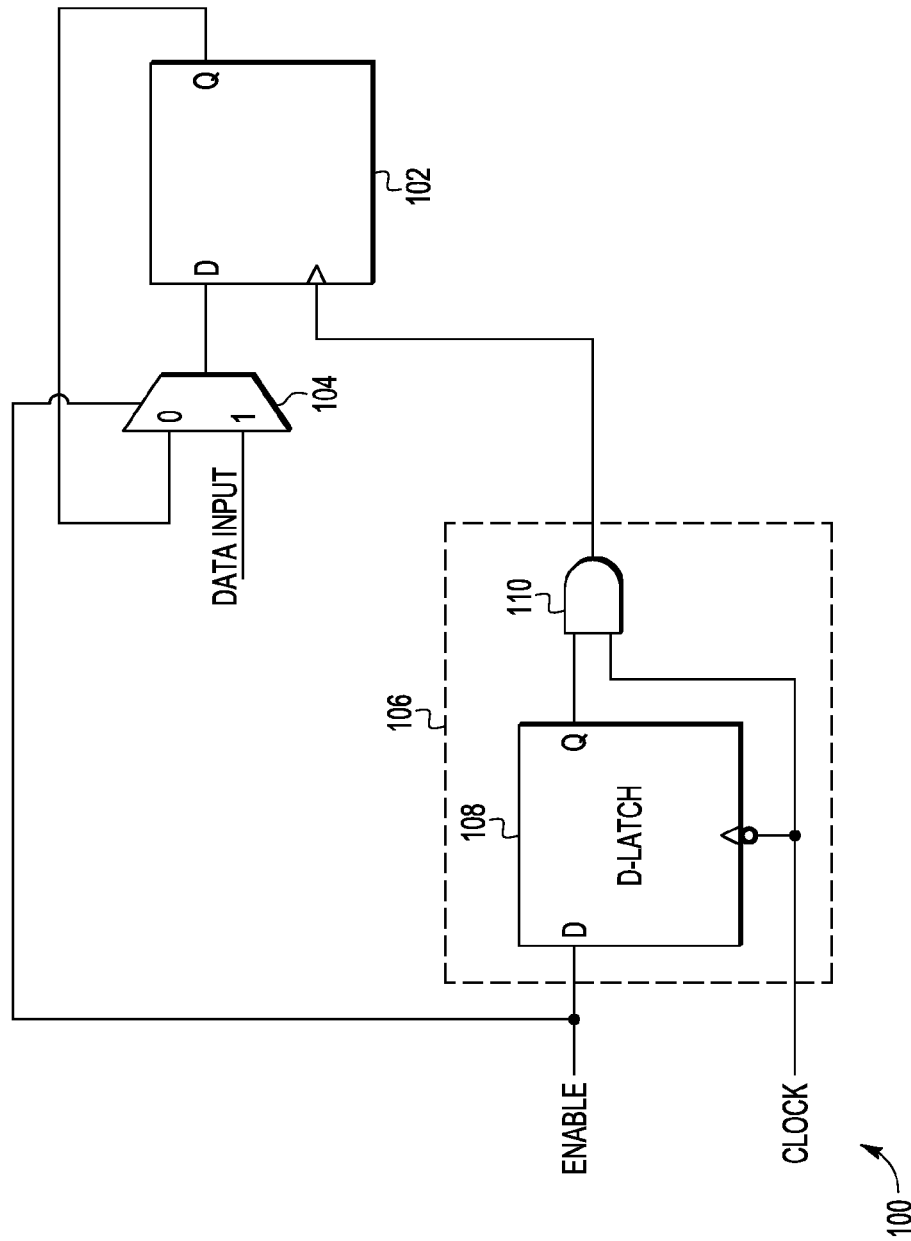 Q
D
102
0
1
104
DATA INPUT
110
106
Q
108
D-LATCH
D
ENABLE
CLOCK
100